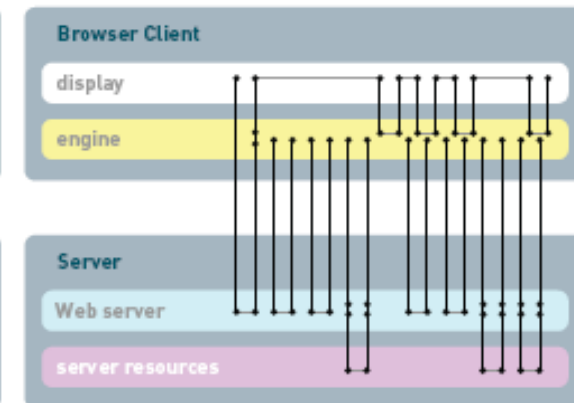 Browser Client
display
engine
Server
Web server
server resources